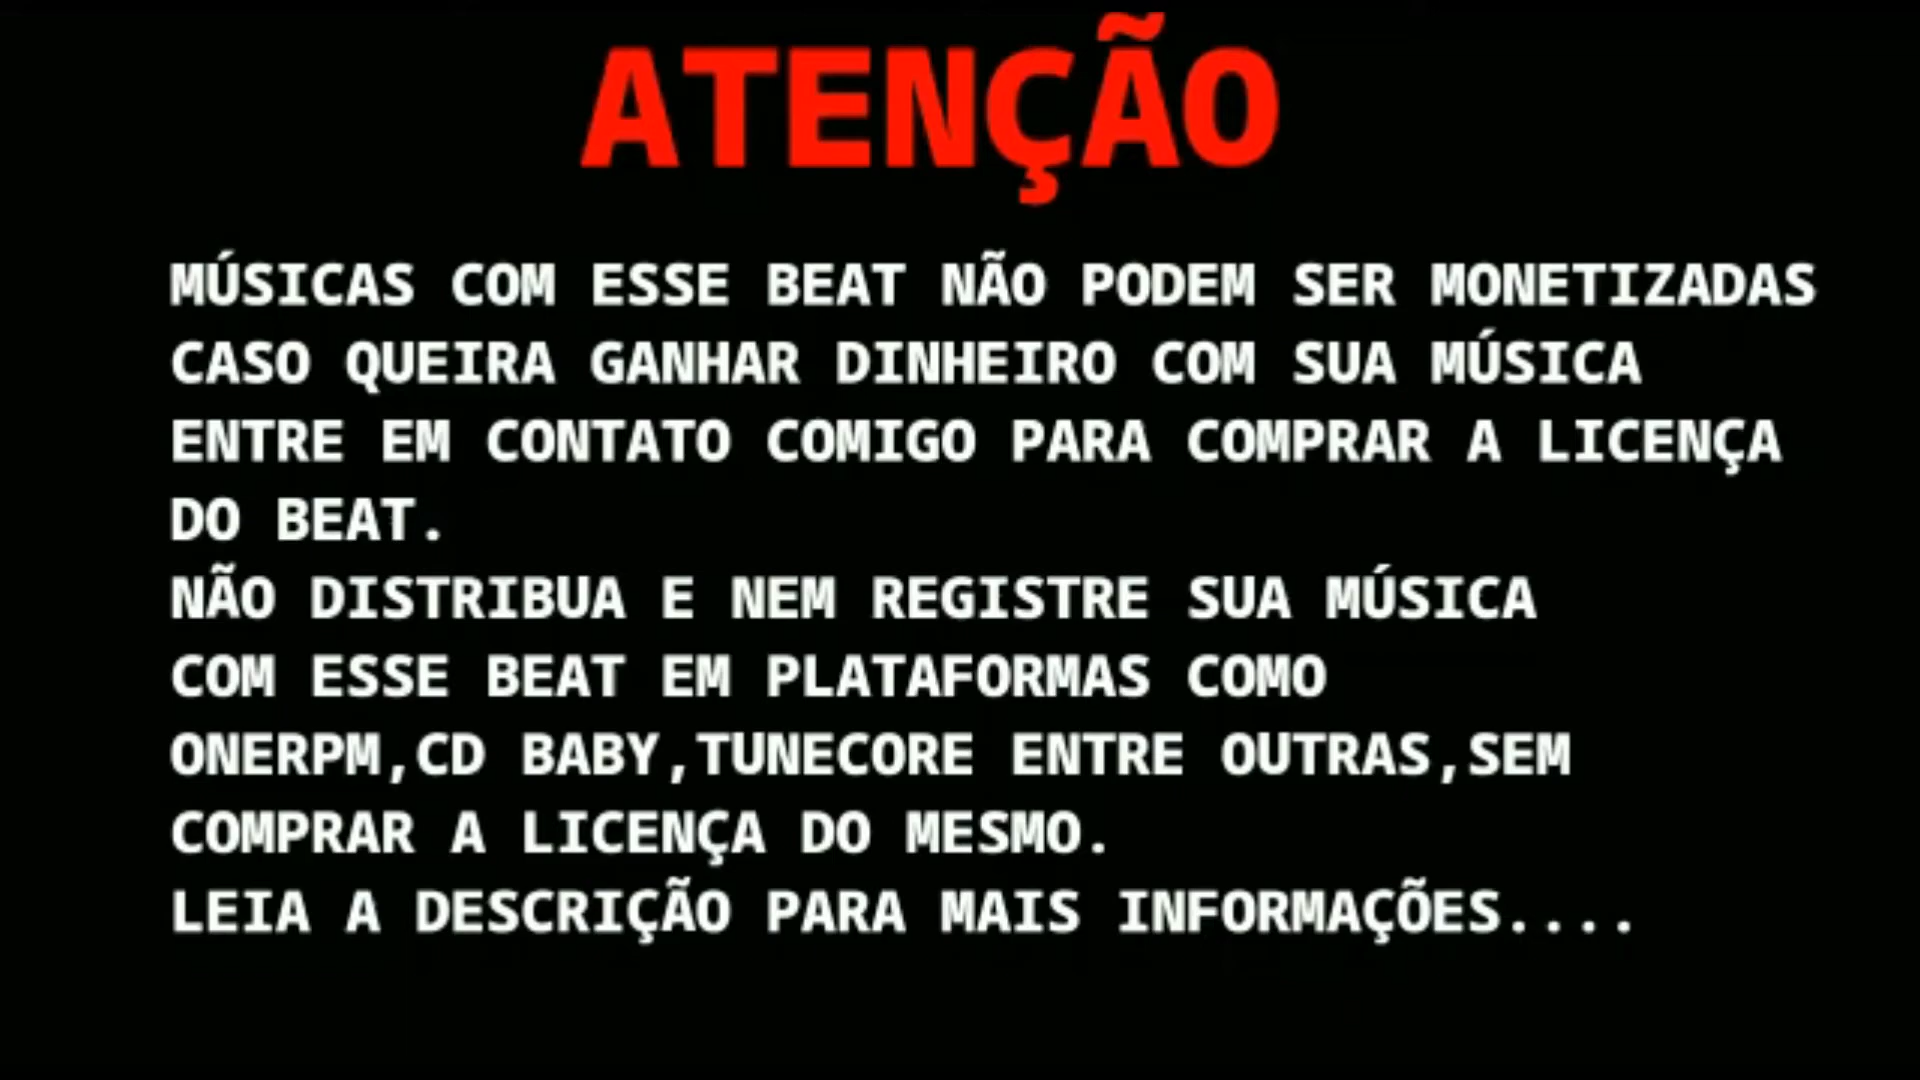 ATENÇÃO
MÚSICAS COM ESSE BEAT NÃO PODEM SER MONETIZADAS
CASO QUEIRA GANHAR DINHEIRO COM SUA MÚSICA
ENTRE EM CONTATO COMIGO PARA COMPRAR A LICENÇA
DO BEAT.
NÃO DISTRIBUA E NEM REGISTRE SUA MÚSICA
COM ESSE BEAT EM PLATAFORMAS COMO
ONERPM,CD BABY,TUNECORE ENTRE OUTRAS,SEM
COMPRAR A LICENÇA DO MESMO.
LEIA A DESCRIÇÃO PARA MAIS INFORMAÇÕES....